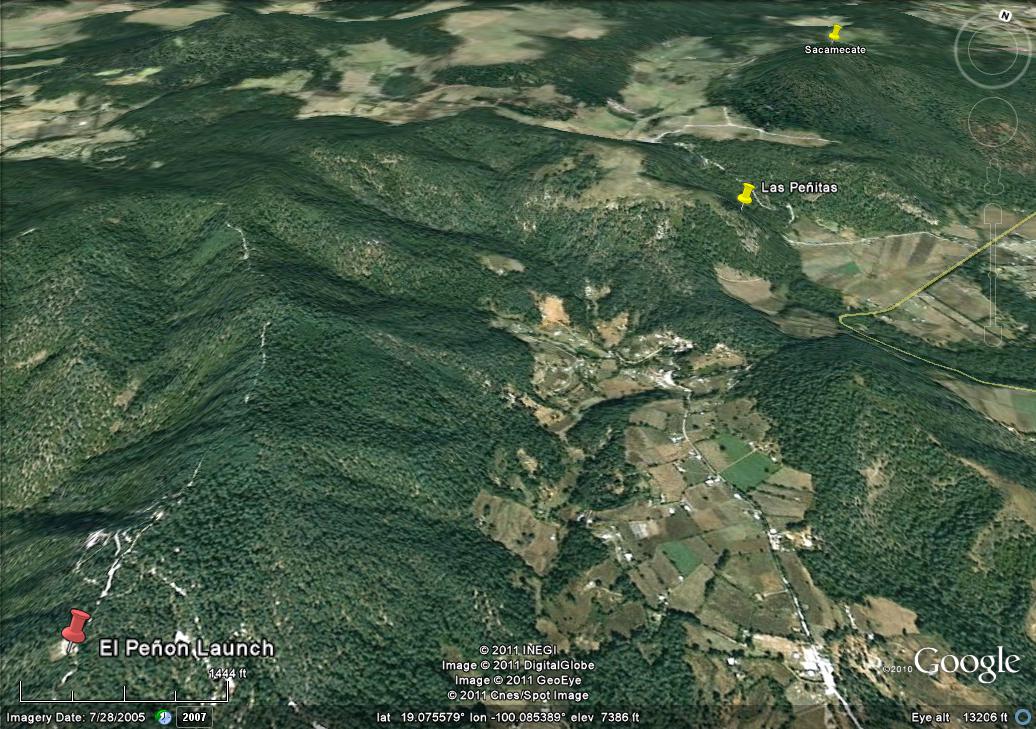 N
Sacamecate
Las Peñitas
El Peñon Launch
1444 ft
© 2011 INEGI
Image © 2011 DigitalGlobe
Image © 2011 GeoEye
© 2011 Cnes/Spot Image
©2010 Google
Imagery Date: 7/28/2005 2007 lat 19.075579° lon -100.085389° elev 7386 ft Eye alt 13206 ft